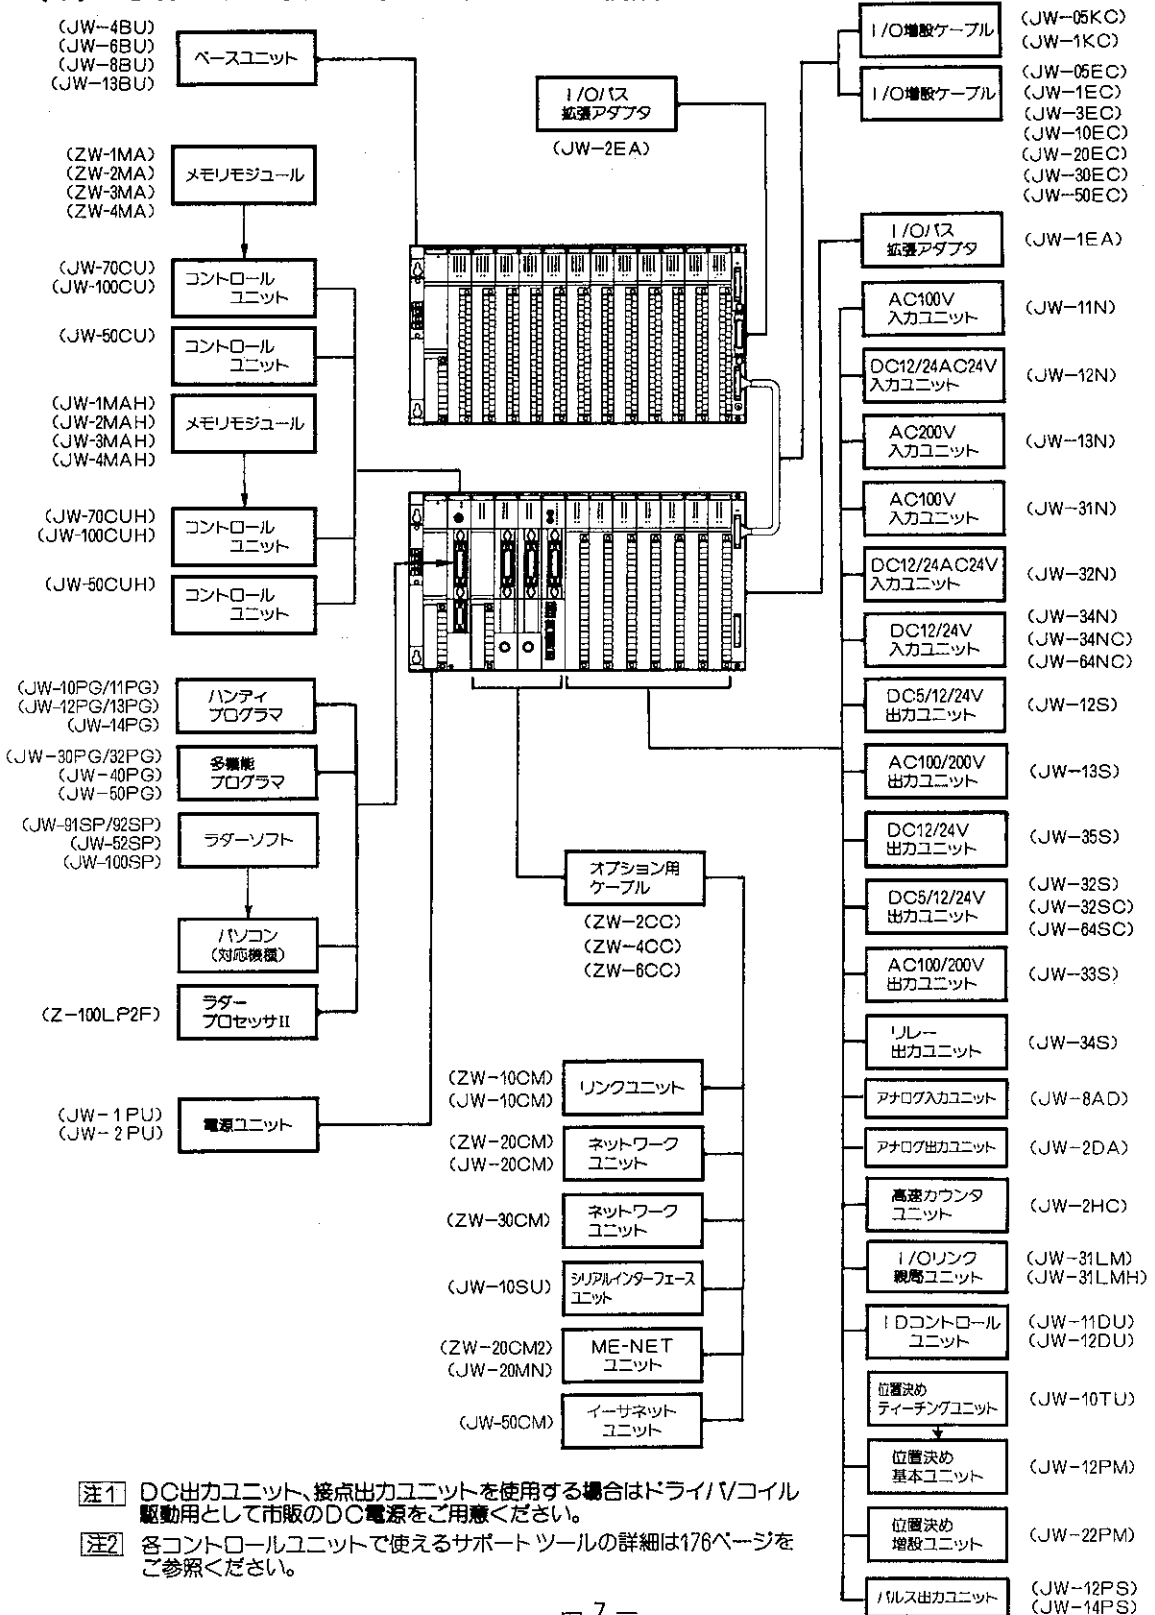 (JW-4BU)
(JW-6BU)
(JW-8BU)
(JW-13BU)
ベースユニット
(ZW-1MA)
(ZW-2MA)
(ZW-3MA)
(ZW-4MA)
メモリモジュール
(JW-70CU)
(JW-100CU)
コントロール
ユニット
(JW-50CU)
コントロール
ユニット
(JW-1MAH)
(JW-2MAH)
(JW-3MAH)
(JW-4MAH)
メモリモジュール
(JW-70CUH)
(JW-100CUH)
コントロール
ユニット
(JW-50CUH)
コントロール
ユニット
(JW-10PG/11PG)
(JW-12PG/13PG)
(JW-14PG)
ハンディ
プログラマ
(JW-30PG/32PG)
(JW-40PG)
(JW-50PG)
多機能
プログラマ
(JW-91SP/92SP)
(JW-52SP)
(JW-100SP)
ラダーソフト
パソコン
(対応機種)
(Z-100LP2F)
ラダー
プロセッサII
(JW-1PU)
(JW-2PU)
電源ユニット
I/Oバス
拡張アダプタ
(JW-2EA)
オプション用
ケーブル
(ZW-2CC)
(ZW-4CC)
(ZW-6CC)
(ZW-10CM)
(JW-10CM)
リンクユニット
(ZW-20CM)
(JW-20CM)
ネットワーク
ユニット
(ZW-30CM)
ネットワーク
ユニット
(JW-10SU)
シリアルインターフェース
ユニット
(ZW-20CM2)
(JW-20MN)
ME-NET
ユニット
(JW-50CM)
イーサネット
ユニット
I/O増設ケーブル
(JW-05KC)
(JW-1KC)
I/O増設ケーブル
(JW-05EC)
(JW-1EC)
(JW-3EC)
(JW-10EC)
(JW-20EC)
(JW-30EC)
(JW-50EC)
I/Oバス
拡張アダプタ
(JW-1EA)
AC100V
入力ユニット
(JW-11N)
DC12/24AC24V
入力ユニット
(JW-12N)
AC200V
入力ユニット
(JW-13N)
AC100V
入力ユニット
(JW-31N)
DC12/24AC24V
入力ユニット
(JW-32N)
DC12/24V
入力ユニット
(JW-34N)
(JW-34NC)
(JW-64NC)
DC5/12/24V
出力ユニット
(JW-12S)
AC100/200V
出力ユニット
(JW-13S)
DC12/24V
出力ユニット
(JW-35S)
DC5/12/24V
出力ユニット
(JW-32S)
(JW-32SC)
(JW-64SC)
AC100/200V
出力ユニット
(JW-33S)
リレー
出力ユニット
(JW-34S)
アナログ入力ユニット
(JW-8AD)
アナログ出力ユニット
(JW-2DA)
高速カウンタ
ユニット
(JW-2HC)
I/Oリンク
親局ユニット
(JW-31LM)
(JW-31LMH)
IDコントロール
ユニット
(JW-11DU)
(JW-12DU)
位置決め
ティーチングユニット
(JW-10TU)
位置決め
基本ユニット
(JW-12PM)
位置決め
増設ユニット
(JW-22PM)
パルス出力ユニット
(JW-12PS)
(JW-14PS)
注1 DC出力ユニット、接点出力ユニットを使用する場合はドライバ/コイル
駆動用として市販のDC電源をご用意ください。
注2 各コントロールユニットで使えるサポートツールの詳細は176ページを
ご参照ください。
— 7 —